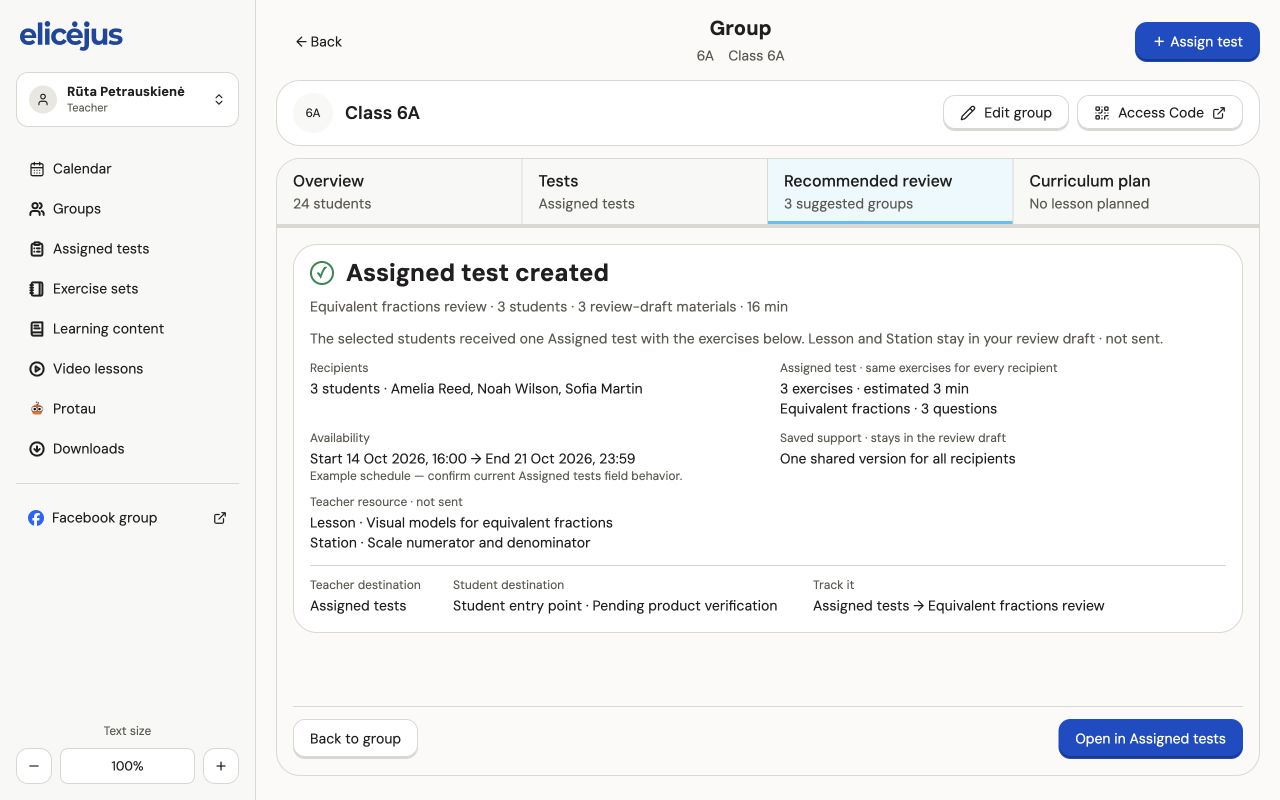 elicėjus
Rūta Petrauskienė
Teacher
Calendar
Groups
Assigned tests
Exercise sets
Learning content
Video lessons
Protau
Downloads
Facebook group
Text size
− 100% +
← Back
Group
6A Class 6A
+ Assign test
6A Class 6A
Edit group
Access Code
Overview
24 students
Tests
Assigned tests
Recommended review
3 suggested groups
Curriculum plan
No lesson planned
Assigned test created
Equivalent fractions review · 3 students · 3 review-draft materials · 16 min
The selected students received one Assigned test with the exercises below. Lesson and Station stay in your review draft · not sent.
Recipients
3 students · Amelia Reed, Noah Wilson, Sofia Martin
Assigned test · same exercises for every recipient
3 exercises · estimated 3 min
Equivalent fractions · 3 questions
Availability
Start 14 Oct 2026, 16:00 → End 21 Oct 2026, 23:59
Example schedule — confirm current Assigned tests field behavior.
Saved support · stays in the review draft
One shared version for all recipients
Teacher resource · not sent
Lesson · Visual models for equivalent fractions
Station · Scale numerator and denominator
Teacher destination
Assigned tests
Student destination
Student entry point · Pending product verification
Track it
Assigned tests → Equivalent fractions review
Back to group
Open in Assigned tests